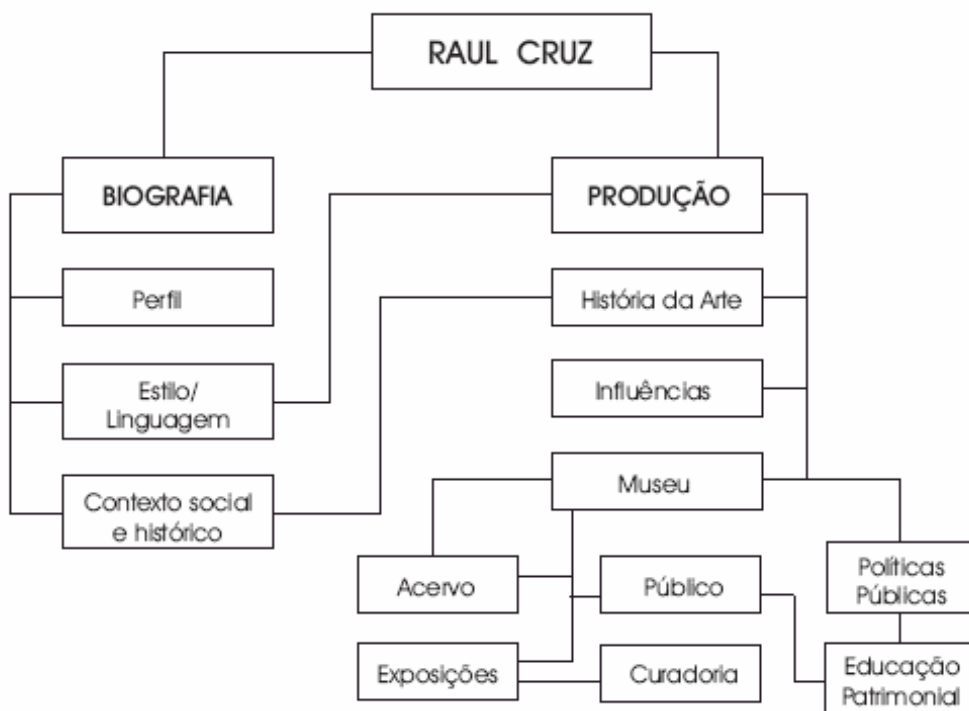 RAUL CRUZ
BIOGRAFIA
PRODUÇÃO
Perfil
História da Arte
Estilo/
Linguagem
Influências
Contexto social
e histórico
Museu
Acervo
Público
Políticas
Públicas
Exposições
Curadoria
Educação
Patrimonial